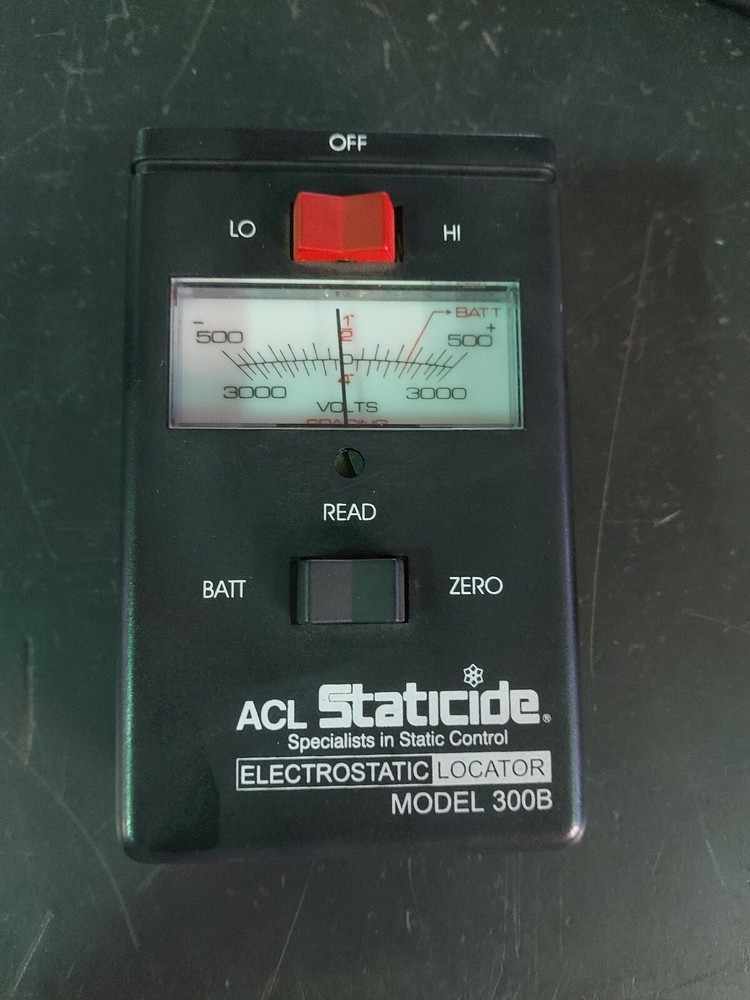 OFF
LO HI
1"
2
→ BATT
- +
500 500
0
4"
3000 3000
VOLTS
SPACING
READ
BATT ZERO
ACL Staticide®
Specialists in Static Control
ELECTROSTATIC LOCATOR
MODEL 300B